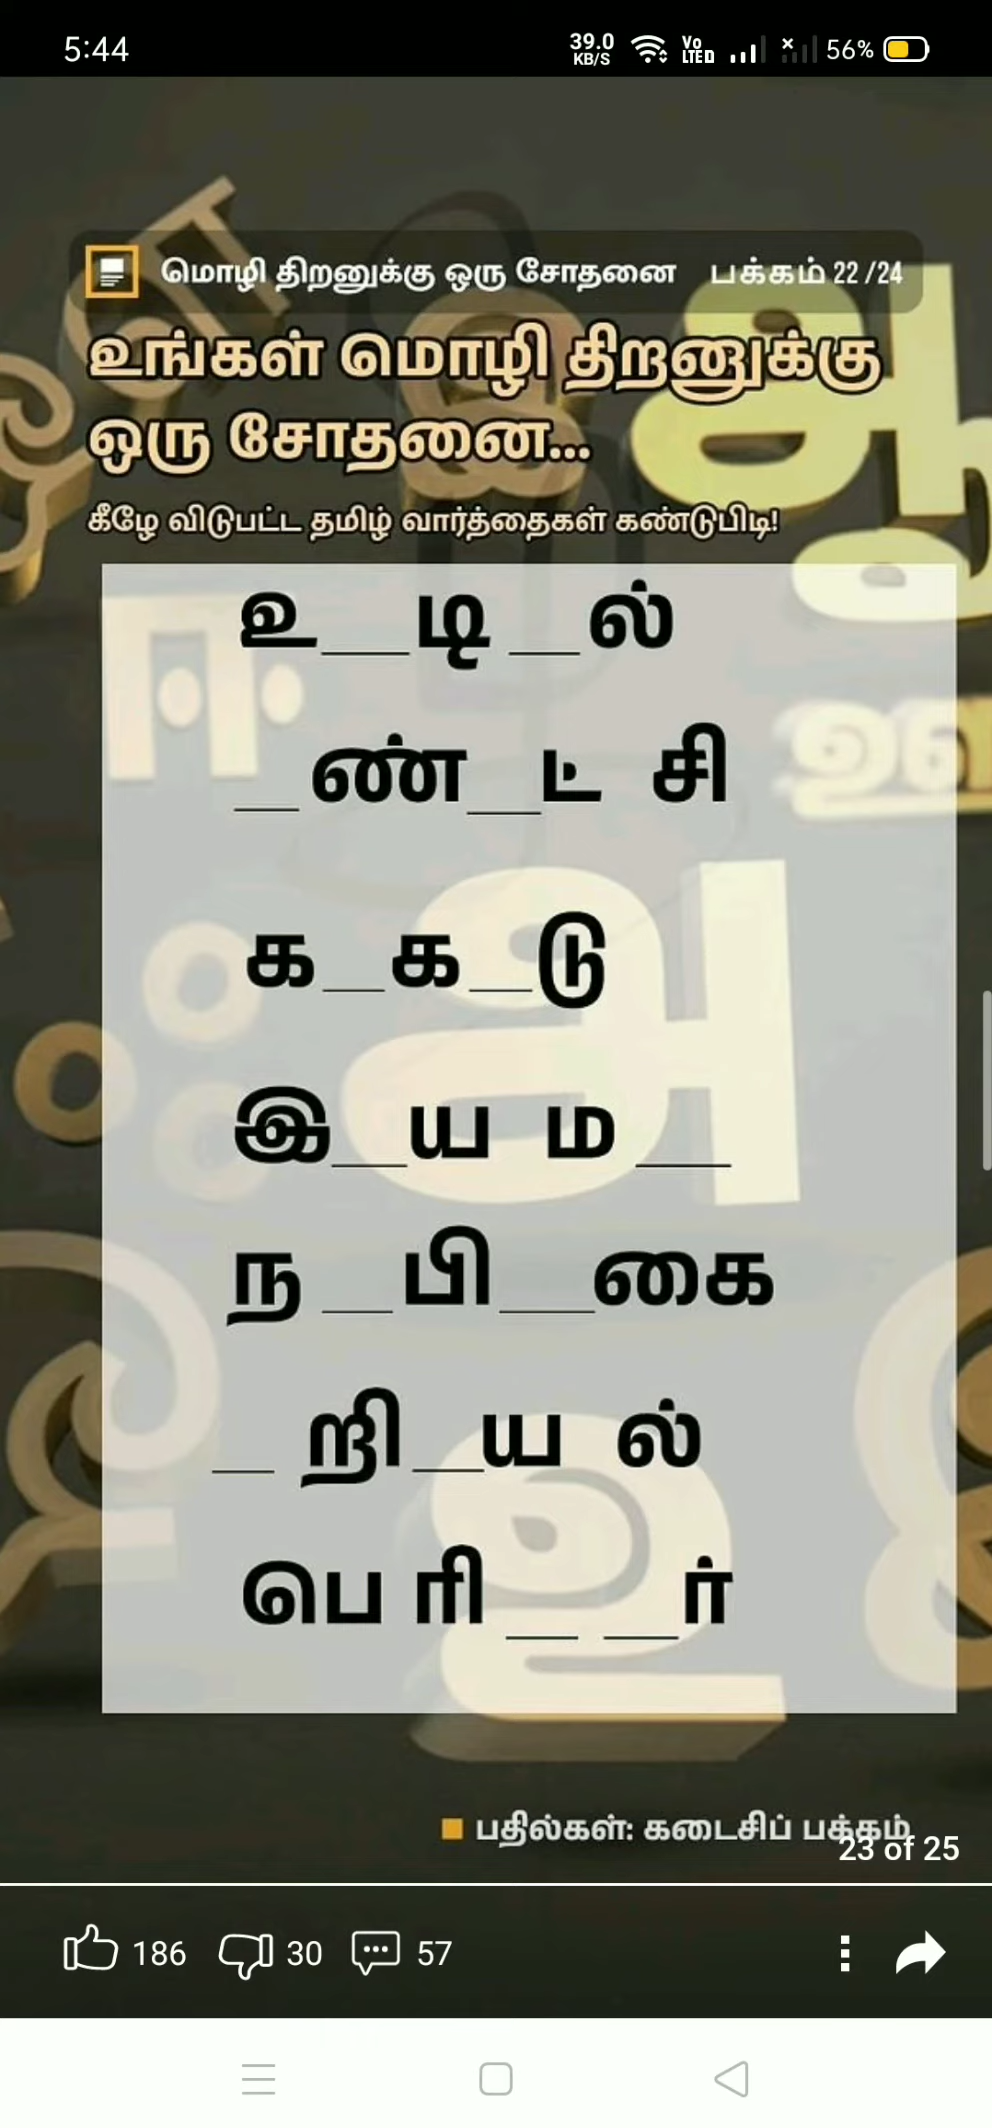 5:44 39.0 KB/S Vo LTED 56%
மொழி திறனுக்கு ஒரு சோதனை பக்கம் 22 /24
உங்கள் மொழி திறனுக்கு
ஒரு சோதனை...
கீழே விடுபட்ட தமிழ் வார்த்தைகள் கண்டுபிடி!
உ__டி __ல்
__ண்__ட் சி
க__க__டு
இ__ய ம__
ந__பி__கை
__றி__ய ல்
பெ ரி __ __ர்
பதில்கள்: கடைசிப் பக்கம்
23 of 25
186 30 57